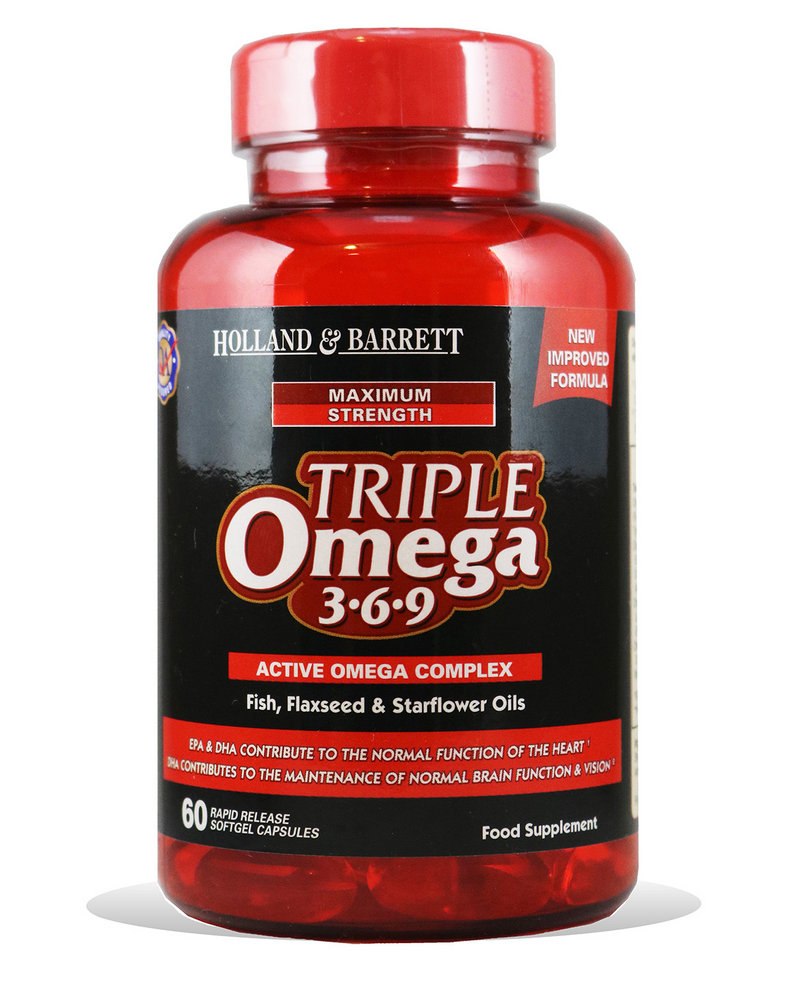 HOLLAND & BARRETT
NEW
IMPROVED
FORMULA
MAXIMUM
STRENGTH
TRIPLE
Omega
3•6•9
ACTIVE OMEGA COMPLEX
Fish, Flaxseed & Starflower Oils
EPA & DHA CONTRIBUTE TO THE NORMAL FUNCTION OF THE HEART ¹
DHA CONTRIBUTES TO THE MAINTENANCE OF NORMAL BRAIN FUNCTION & VISION ²
60 RAPID RELEASE
SOFTGEL CAPSULES
Food Supplement